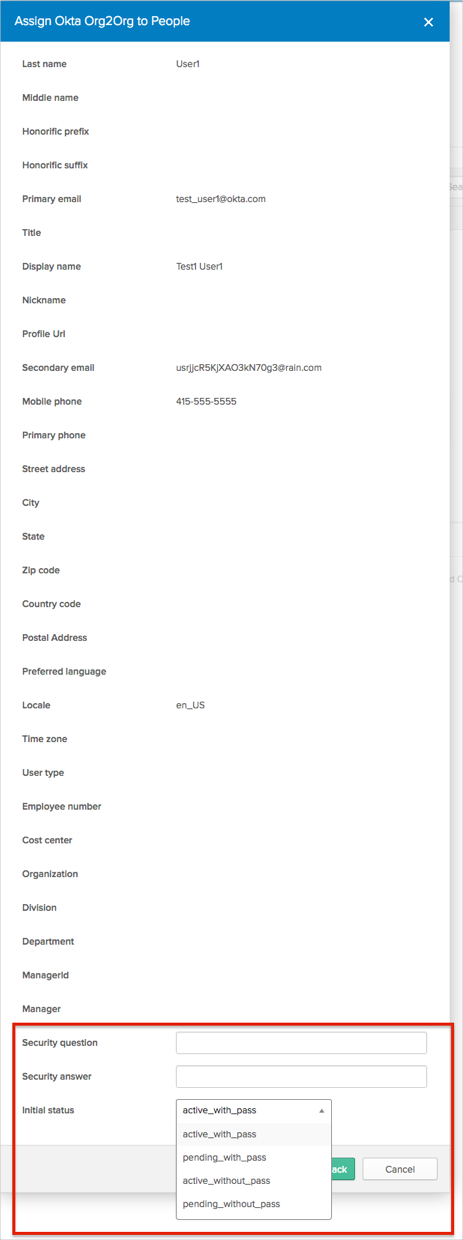 Assign Okta Org2Org to People
Last name User1
Middle name
Honorific prefix
Honorific suffix
Primary email test_user1@okta.com
Title
Display name Test1 User1
Nickname
Profile Url
Secondary email usrjjcR5KjXAO3kN70g3@rain.com
Mobile phone 415-555-5555
Primary phone
Street address
City
State
Zip code
Country code
Postal Address
Preferred language
Locale en_US
Time zone
User type
Employee number
Cost center
Organization
Division
Department
ManagerId
Manager
Security question
Security answer
Initial status active_with_pass
active_with_pass
pending_with_pass
active_without_pass
pending_without_pass
Cancel